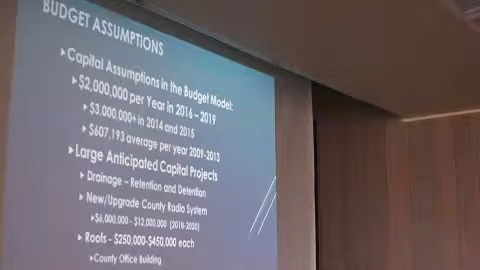 BUDGET ASSUMPTIONS
Capital Assumptions in the Budget Model:
$2,000,000 per Year in 2016 – 2019
$3,000,000+ in 2014 and 2015
$607,193 average per year 2009-2013
Large Anticipated Capital Projects
Drainage – Retention and Detention
New/Upgrade County Radio System
$6,000,000 - $12,000,000 (2018-2020)
Roofs - $250,000-$450,000 each
County Office Building